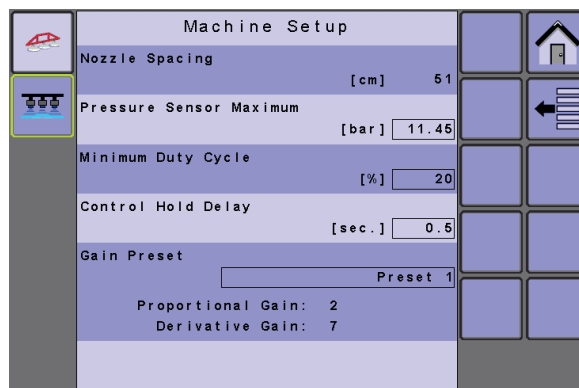 Machine Setup
Nozzle Spacing
[cm] 51
Pressure Sensor Maximum
[bar] 11.45
Minimum Duty Cycle
[%] 20
Control Hold Delay
[sec.] 0.5
Gain Preset
Preset 1
Proportional Gain: 2
Derivative Gain: 7